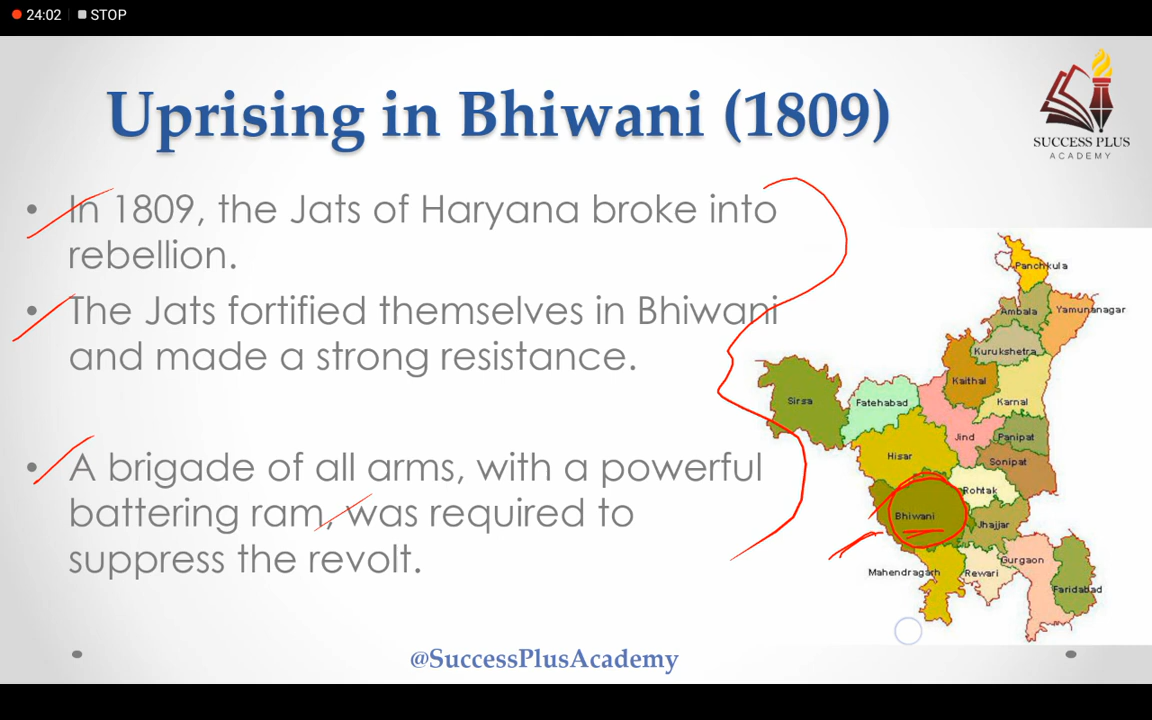 24:02 STOP
Uprising in Bhiwani (1809)
SUCCESS PLUS
ACADEMY
• In 1809, the Jats of Haryana broke into
rebellion.
• The Jats fortified themselves in Bhiwani
and made a strong resistance.
• A brigade of all arms, with a powerful
battering ram, was required to
suppress the revolt.
Panchkula
Ambala
Yamunanagar
Kurukshetra
Kaithal
Karnal
Sirsa
Fatehabad
Jind
Panipat
Hisar
Sonipat
Rohtak
Bhiwani
Jhajjar
Gurgaon
Mahendragarh
Rewari
Faridabad
@SuccessPlusAcademy